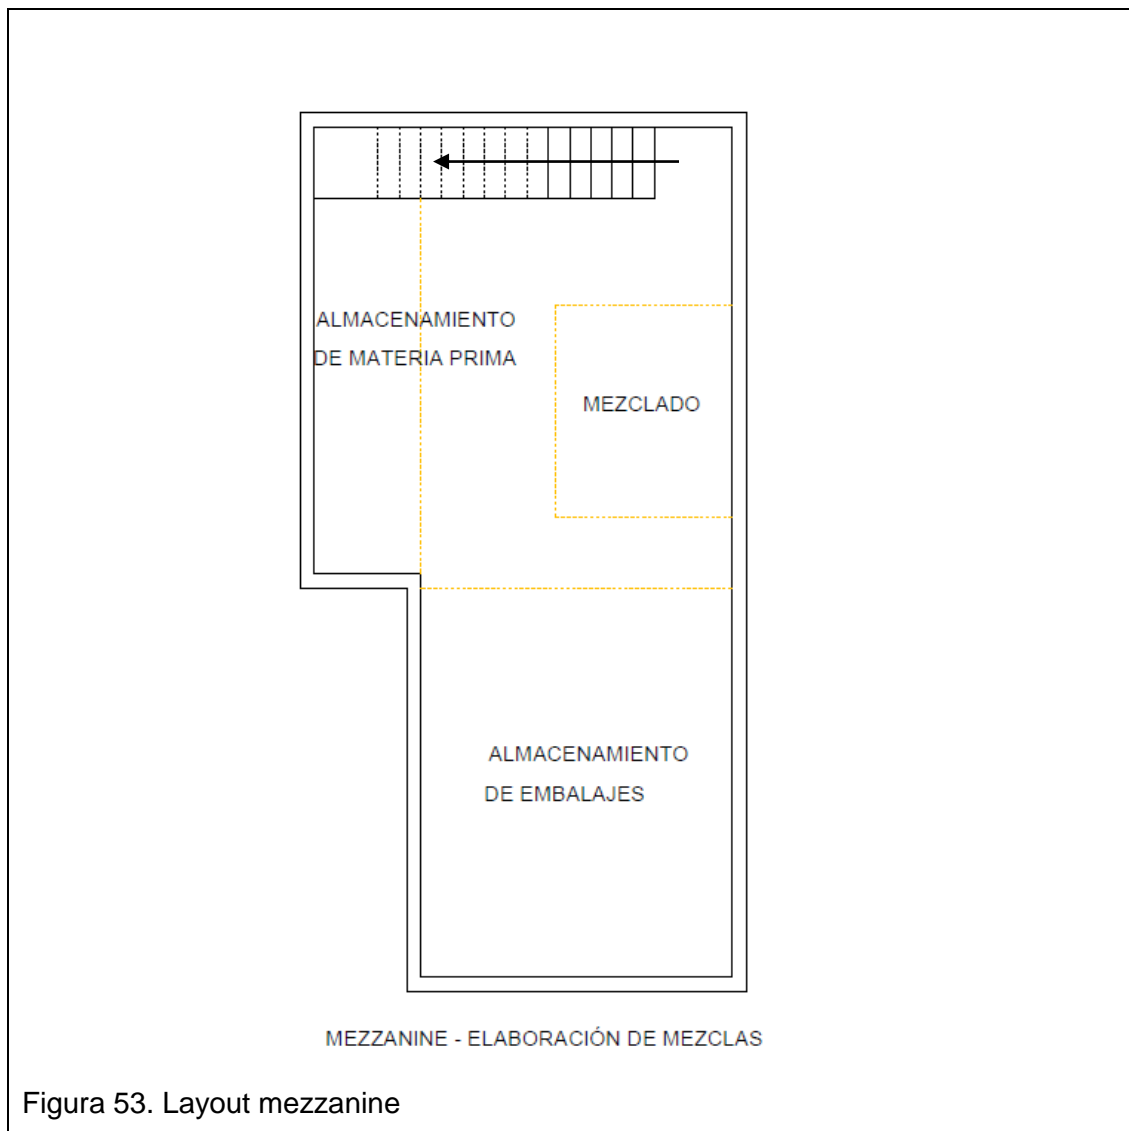 ALMACENAMIENTO
DE MATERIA PRIMA
MEZCLADO
ALMACENAMIENTO
DE EMBALAJES
MEZZANINE - ELABORACIÓN DE MEZCLAS
Figura 53. Layout mezzanine